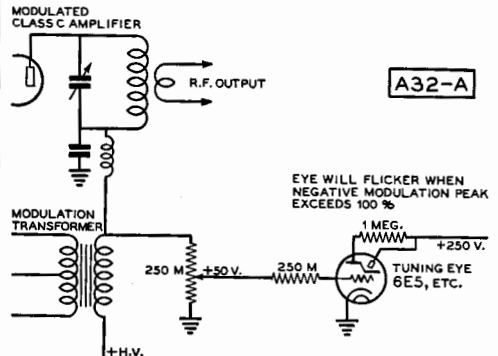 MODULATED
CLASS C AMPLIFIER
R.F. OUTPUT
A32-A
EYE WILL FLICKER WHEN
NEGATIVE MODULATION PEAK
EXCEEDS 100 %
MODULATION
TRANSFORMER
1 MEG.
+250 V.
250 M
+50 V.
250 M
TUNING EYE
6E5, ETC.
+H.V.